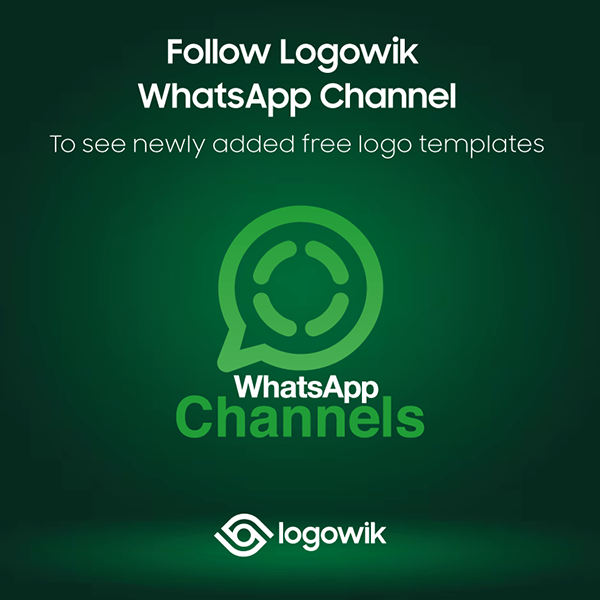 Follow Logowik
WhatsApp Channel
To see newly added free logo templates
WhatsApp
Channels
logowik